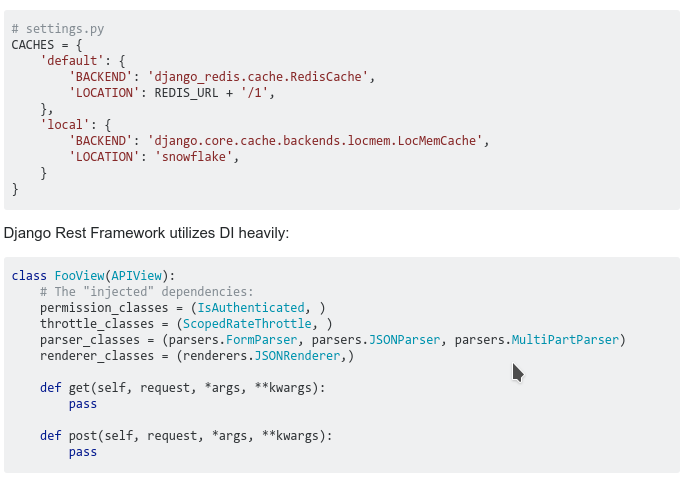 # settings.py
CACHES = {
    'default': {
        'BACKEND': 'django_redis.cache.RedisCache',
        'LOCATION': REDIS_URL + '/1',
    },
    'local': {
        'BACKEND': 'django.core.cache.backends.locmem.LocMemCache',
        'LOCATION': 'snowflake',
    }
}
Django Rest Framework utilizes DI heavily:
class FooView(APIView):
    # The "injected" dependencies:
    permission_classes = (IsAuthenticated, )
    throttle_classes = (ScopedRateThrottle, )
    parser_classes = (parsers.FormParser, parsers.JSONParser, parsers.MultiPartParser)
    renderer_classes = (renderers.JSONRenderer,)
    def get(self, request, *args, **kwargs):
        pass
    def post(self, request, *args, **kwargs):
        pass